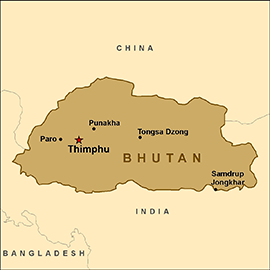 CHINA
Punakha
Paro
Tongsa Dzong
Thimphu
BHUTAN
Samdrup
Jongkhar
INDIA
BANGLADESH